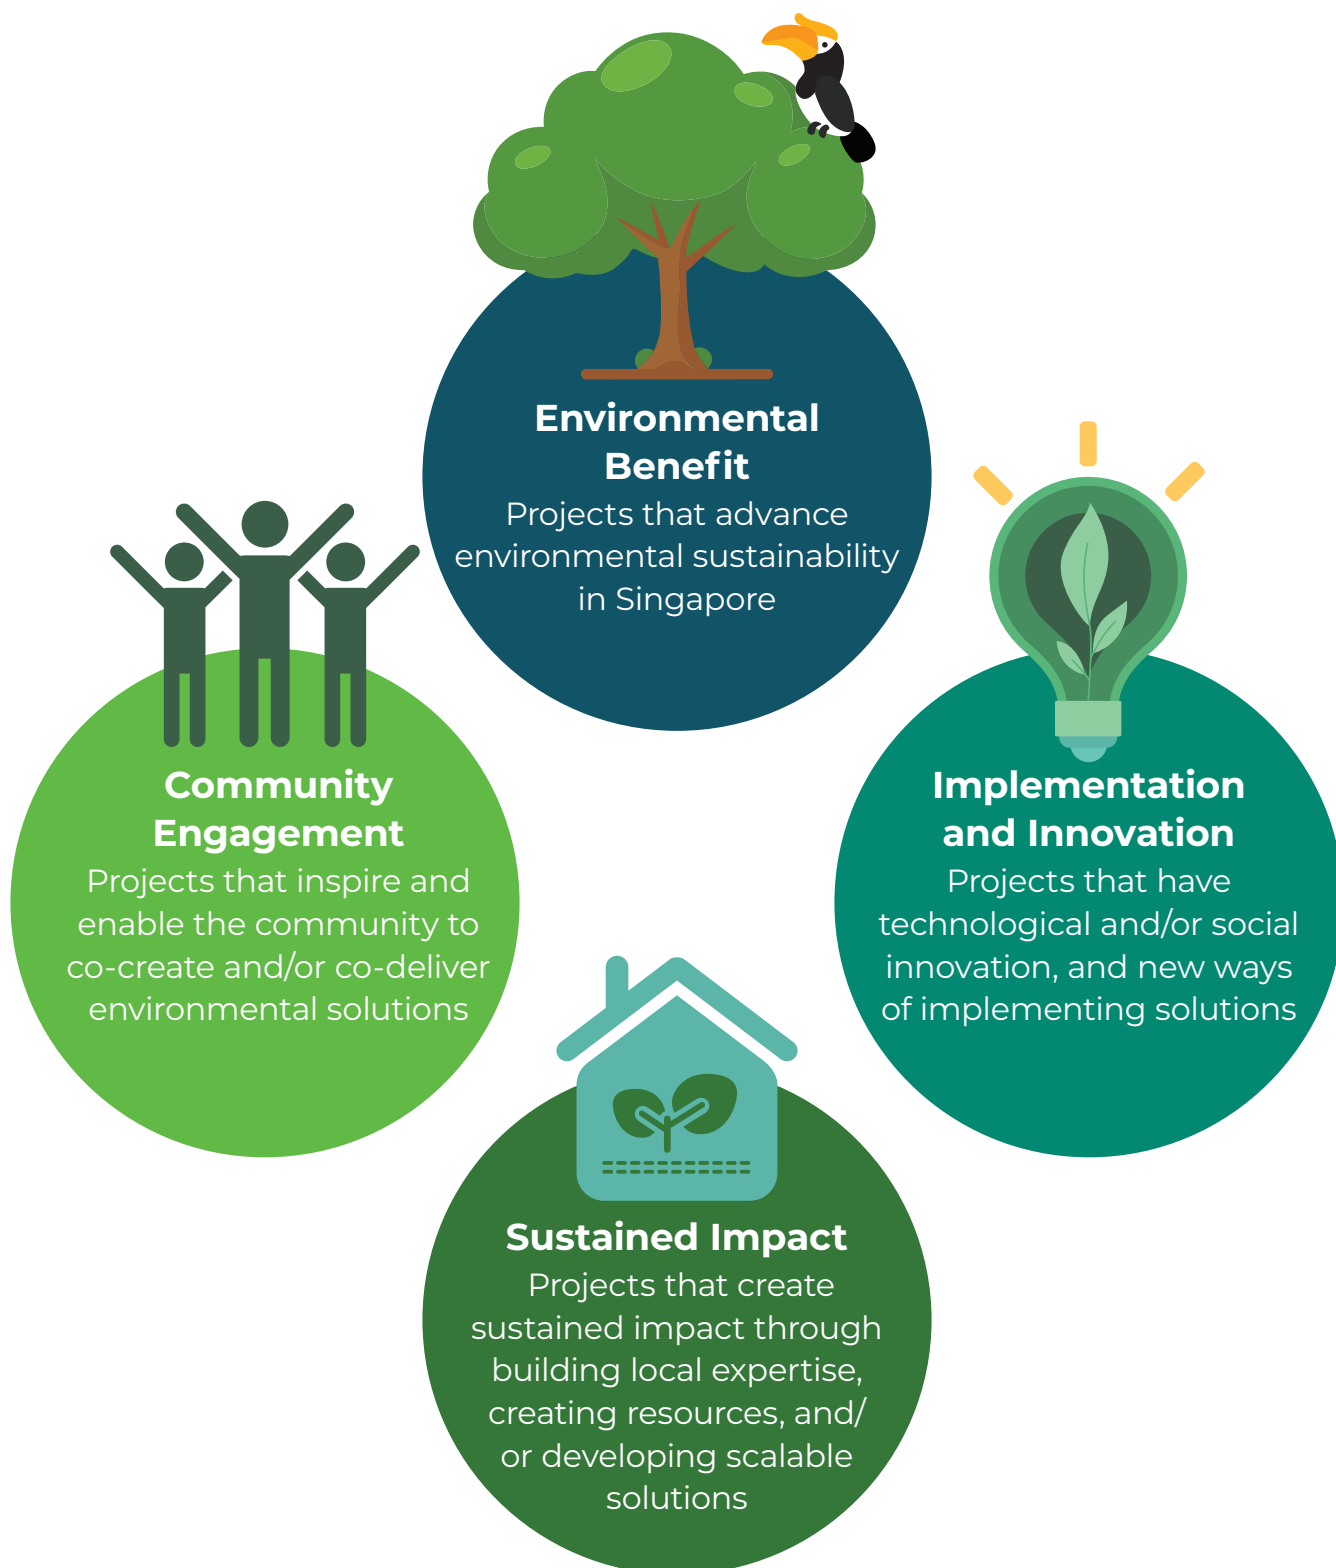 Environmental
Benefit
Projects that advance
environmental sustainability
in Singapore
Community
Engagement
Projects that inspire and
enable the community to
co-create and/or co-deliver
environmental solutions
Implementation
and Innovation
Projects that have
technological and/or social
innovation, and new ways
of implementing solutions
Sustained Impact
Projects that create
sustained impact through
building local expertise,
creating resources, and/
or developing scalable
solutions